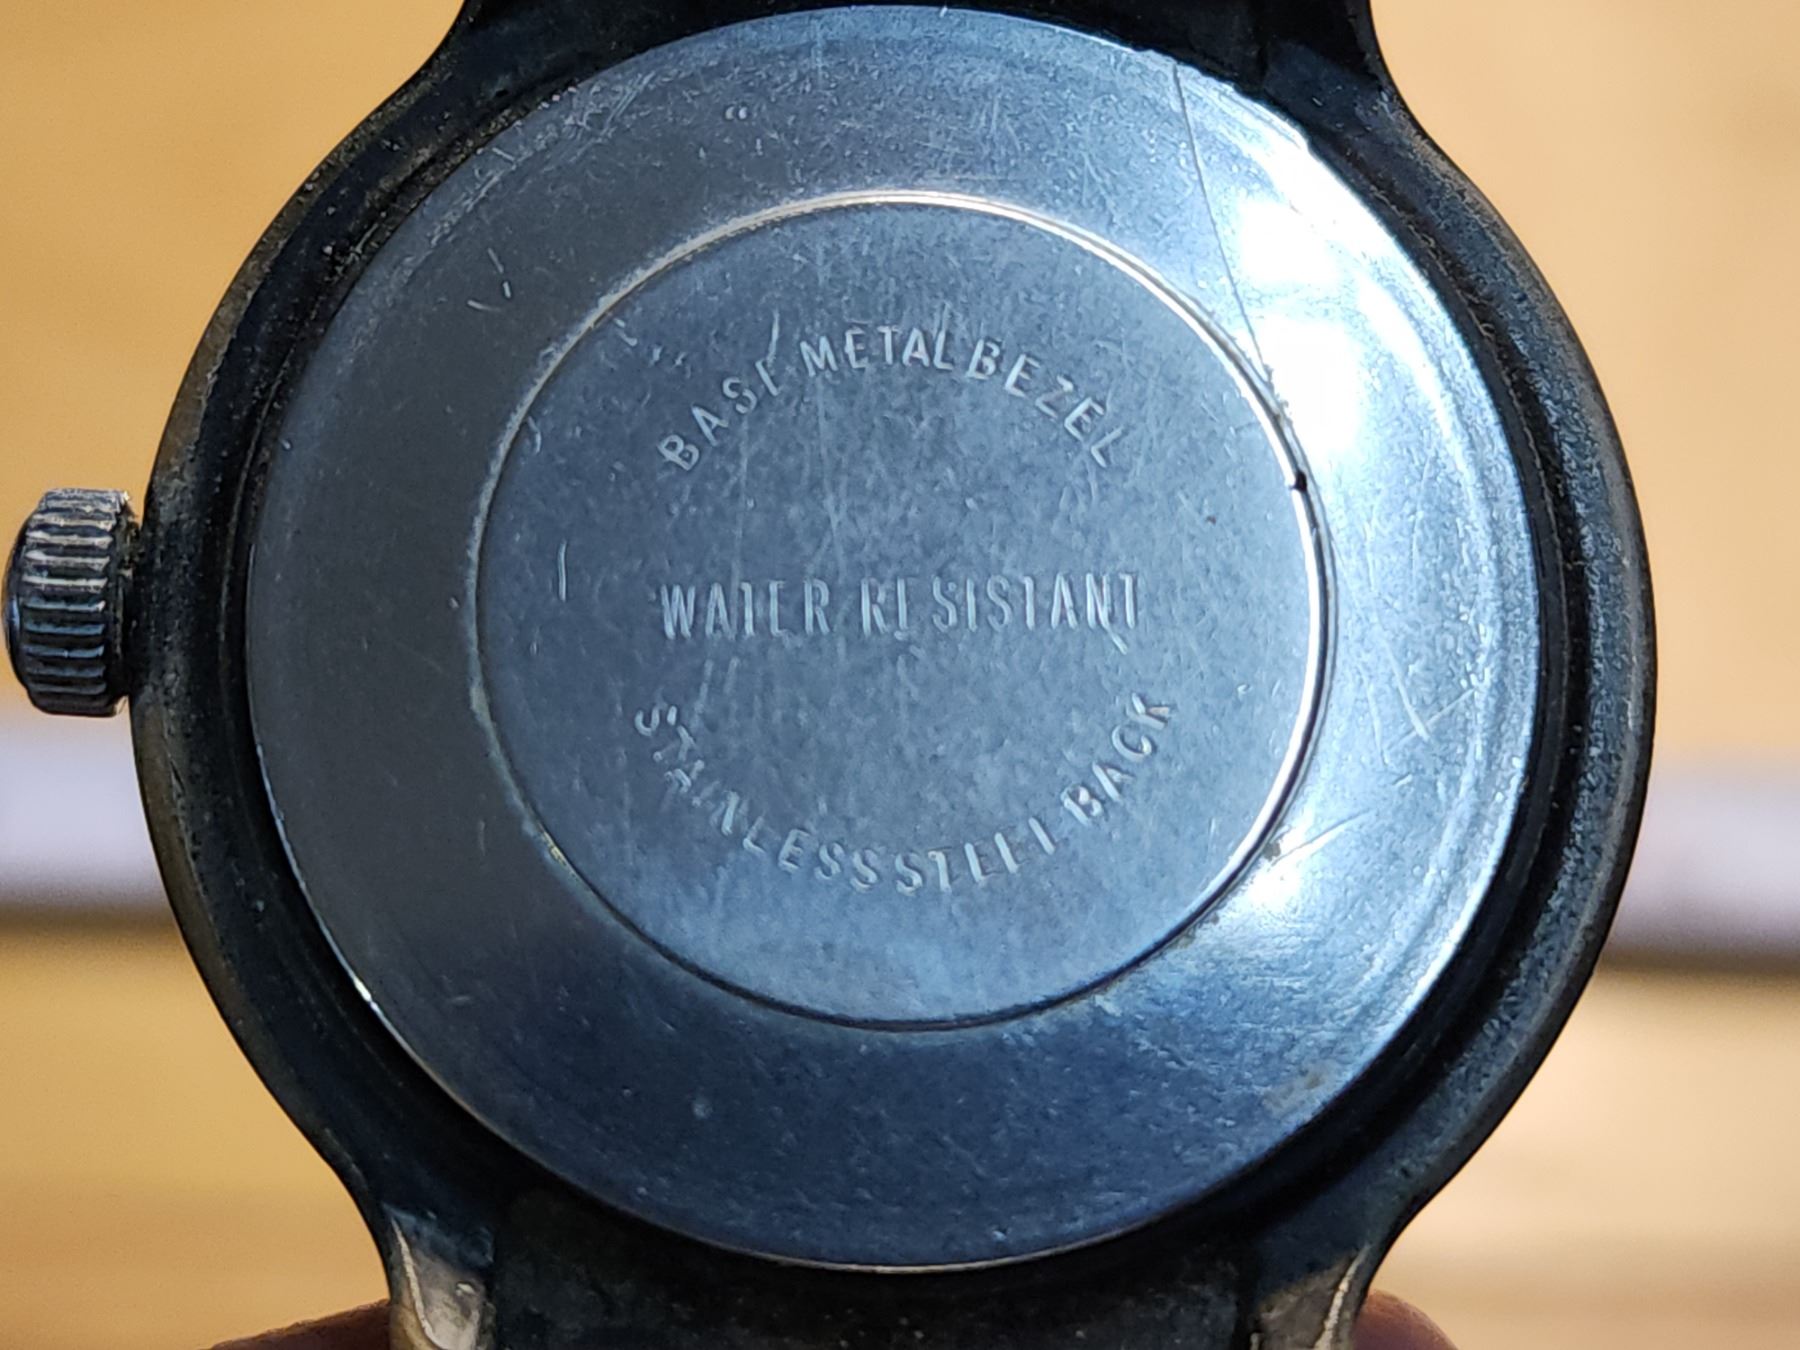 BASE METAL BEZEL
WATER RESISTANT
STAINLESS STEEL BACK